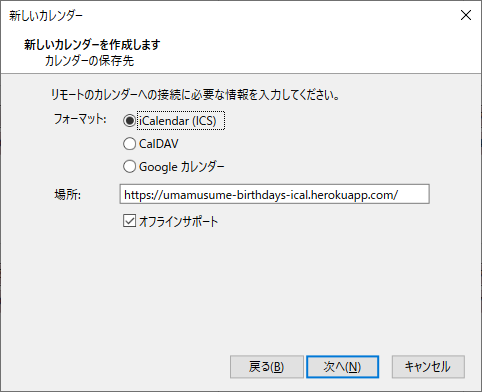 新しいカレンダー
新しいカレンダーを作成します
カレンダーの保存先
リモートのカレンダーへの接続に必要な情報を入力してください。
フォーマット: iCalendar (ICS)
CalDAV
Google カレンダー
場所: https://umamusume-birthdays-ical.herokuapp.com/
オフラインサポート
戻る(B) 次へ(N) キャンセル